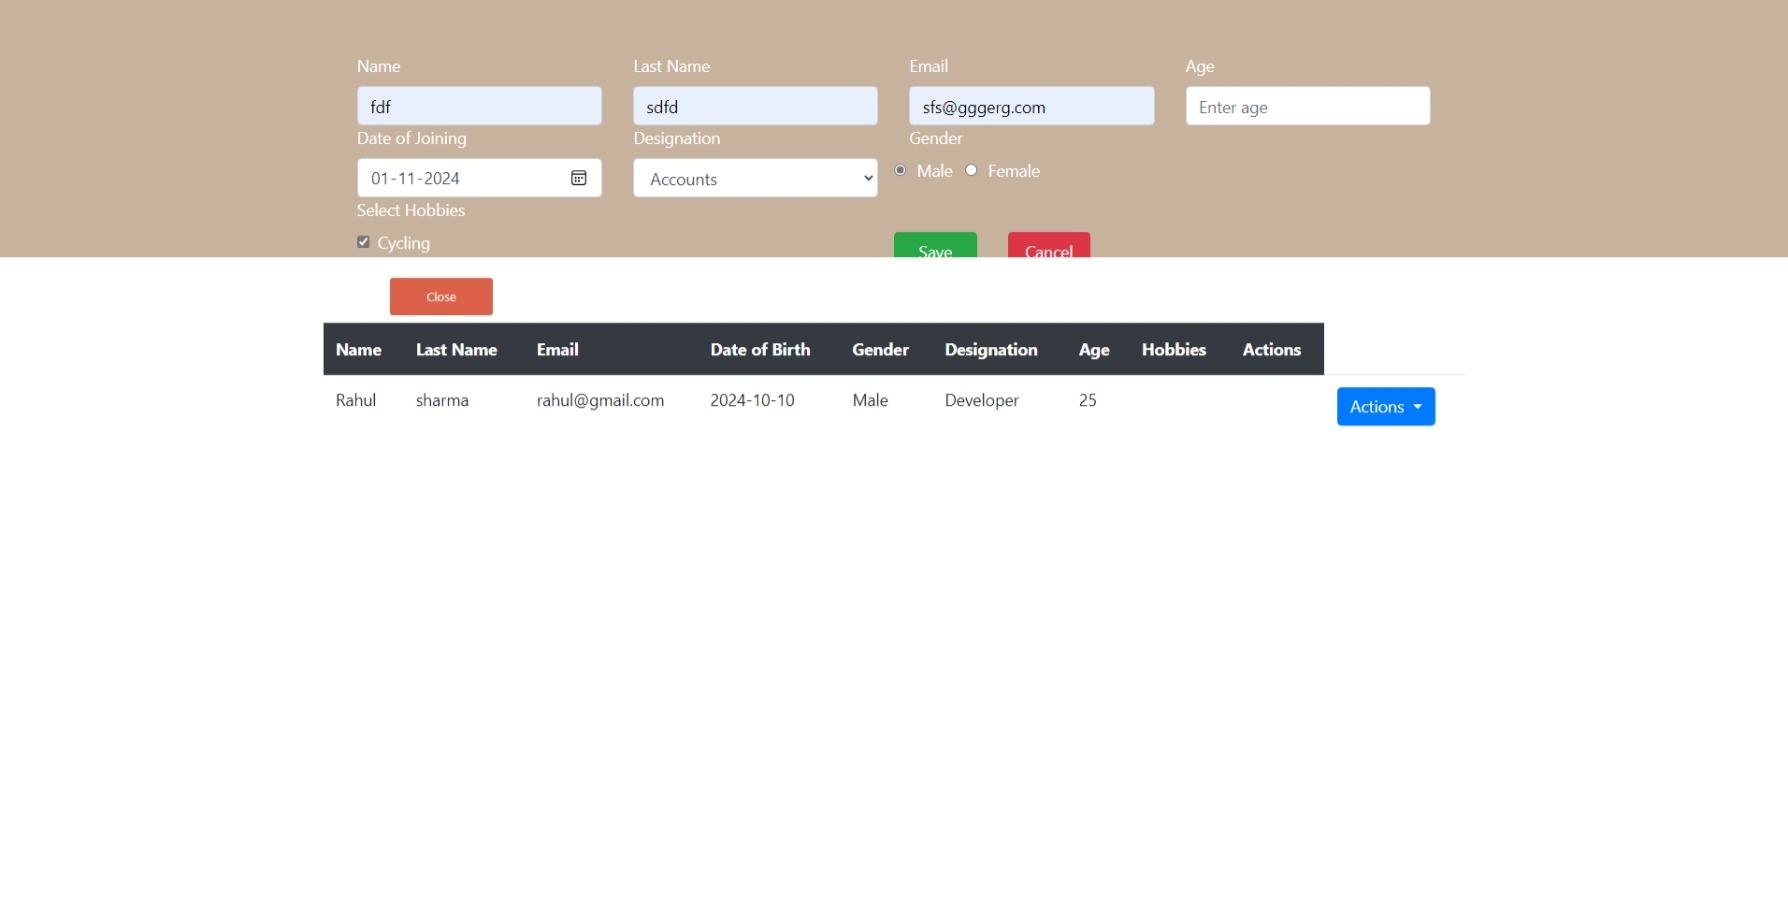 Name Last Name Email Age
fdf sdfd sfs@gggerg.com Enter age
Date of Joining Designation Gender
01-11-2024 Accounts Male Female
Select Hobbies
Cycling Save Cancel
Close
Name Last Name Email Date of Birth Gender Designation Age Hobbies Actions
Rahul sharma rahul@gmail.com 2024-10-10 Male Developer 25 Actions